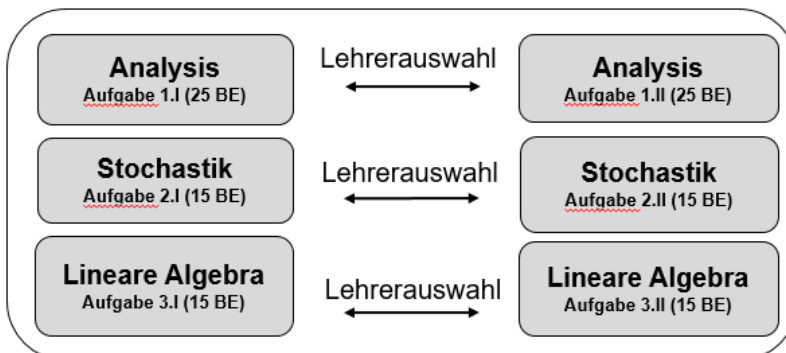 Analysis
Aufgabe 1.I (25 BE)
Lehrerauswahl
Analysis
Aufgabe 1.II (25 BE)
Stochastik
Aufgabe 2.I (15 BE)
Lehrerauswahl
Stochastik
Aufgabe 2.II (15 BE)
Lineare Algebra
Aufgabe 3.I (15 BE)
Lehrerauswahl
Lineare Algebra
Aufgabe 3.II (15 BE)